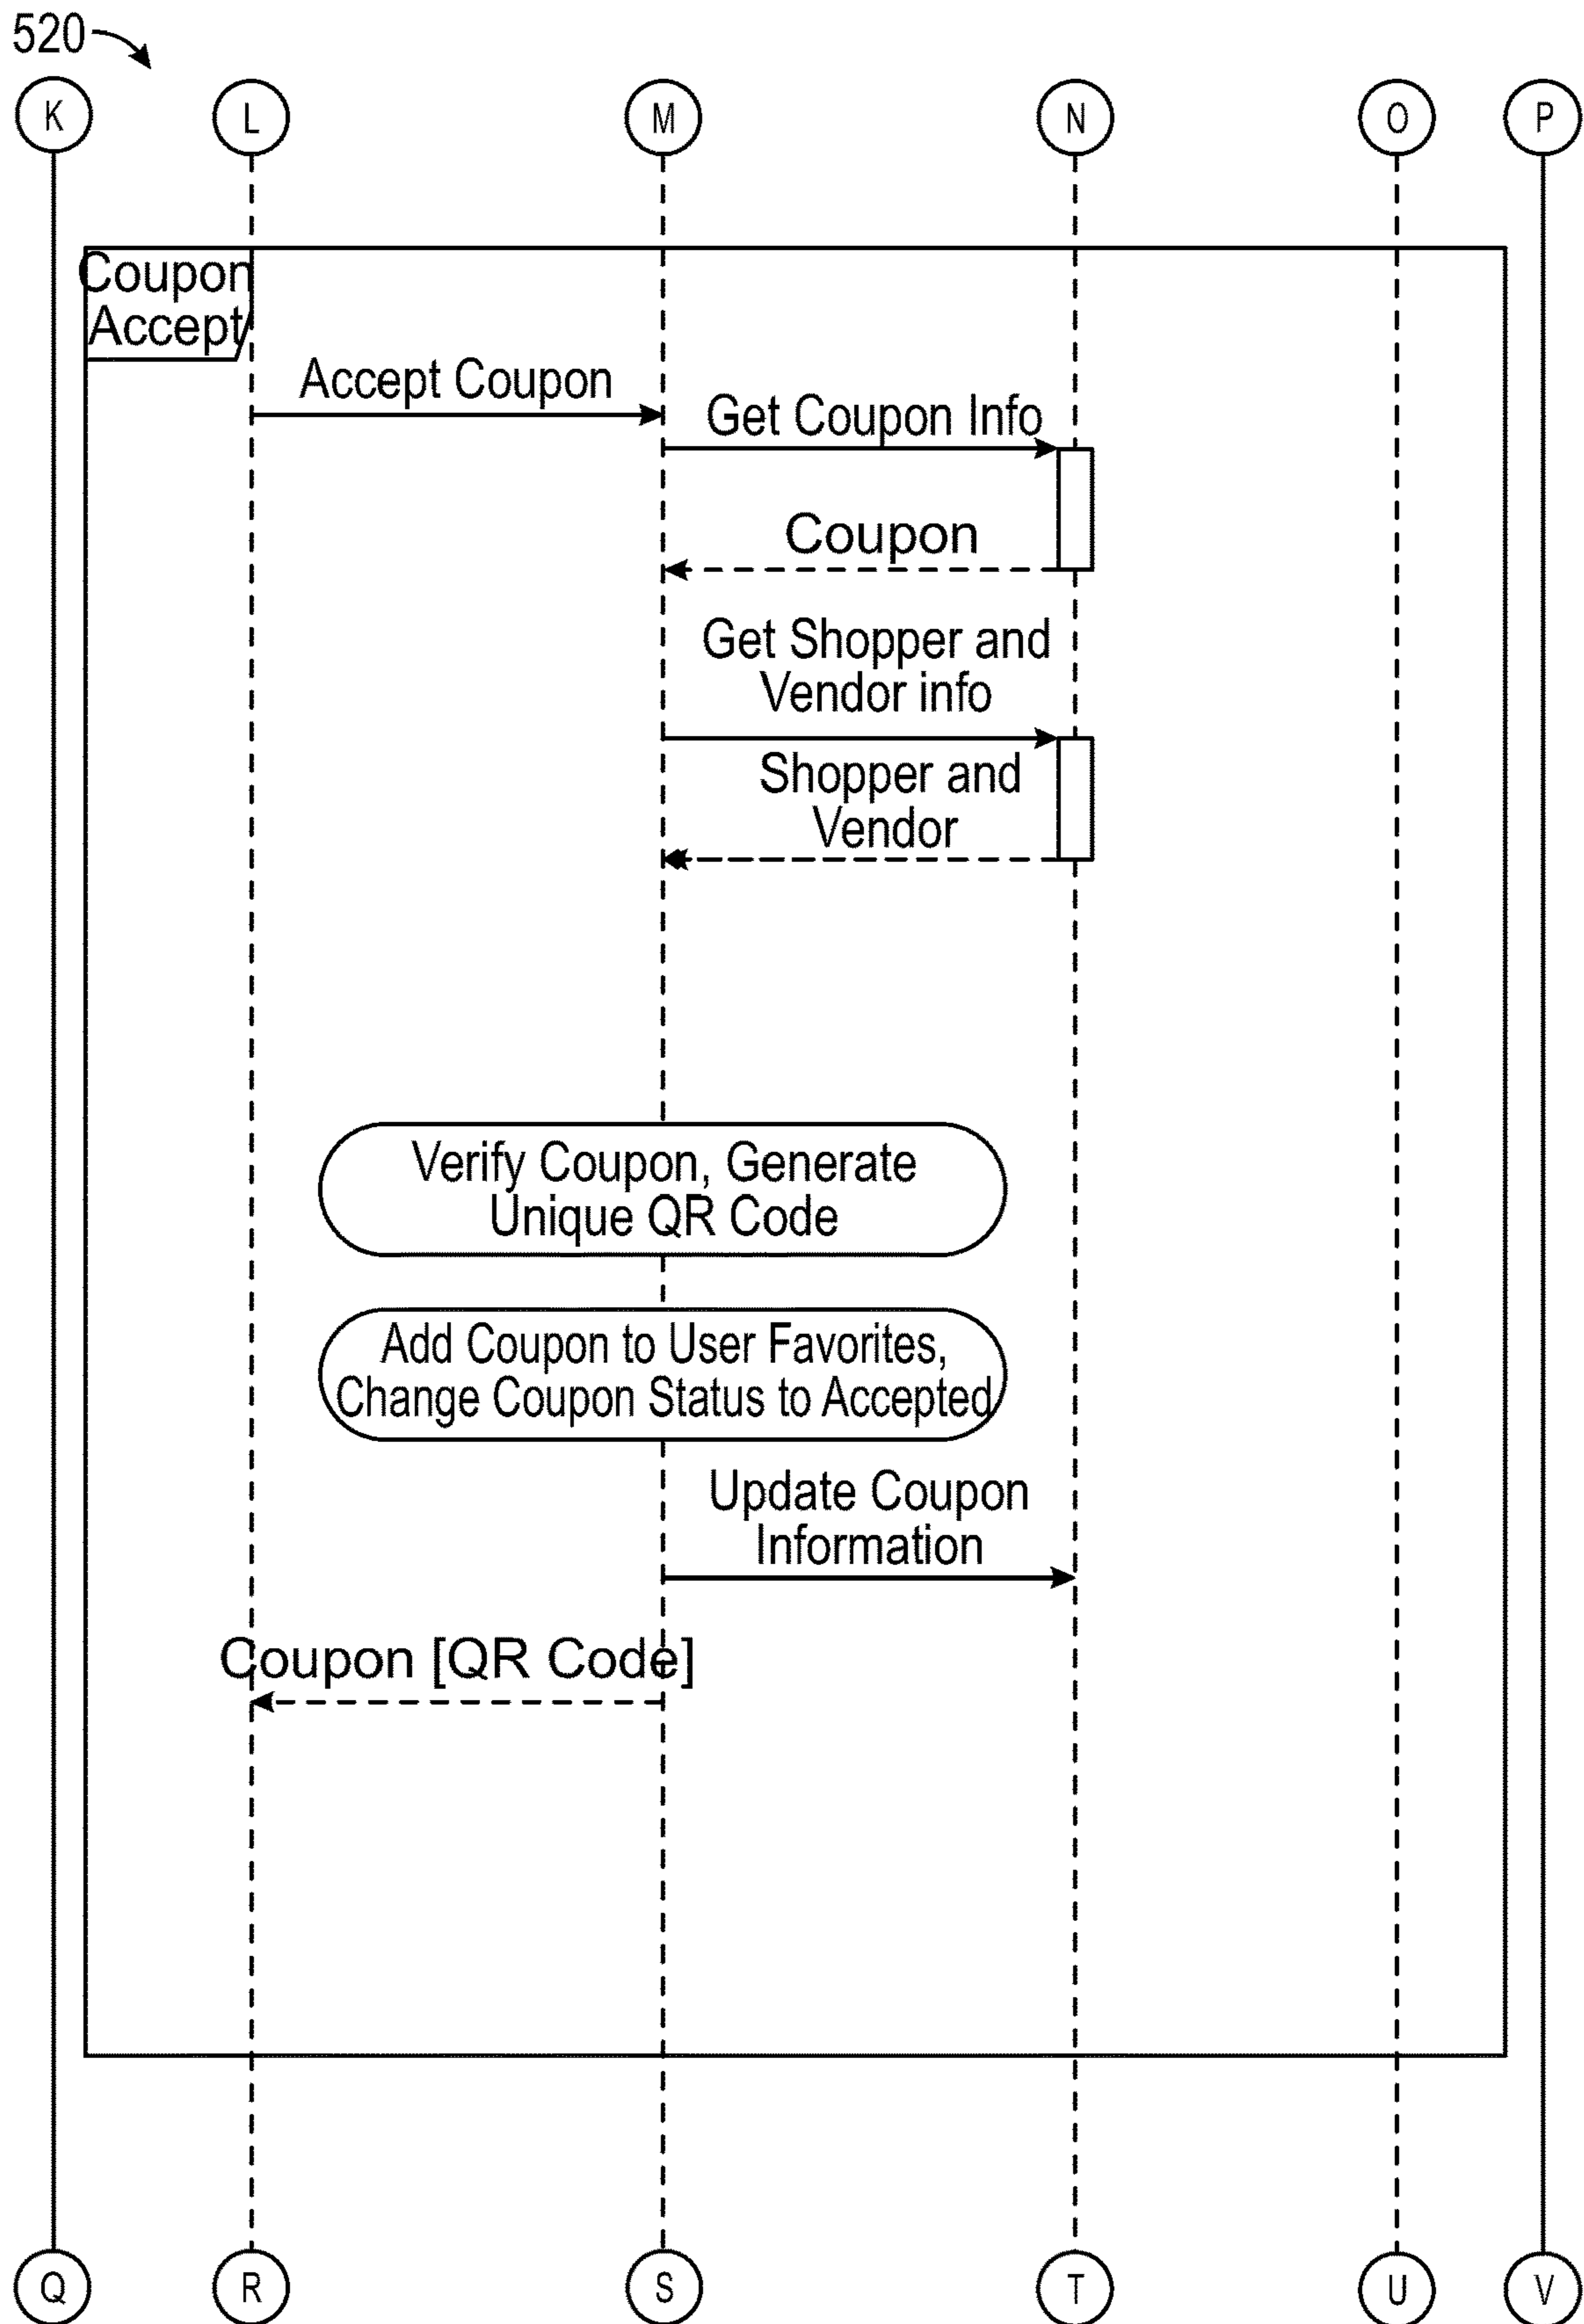 520
K
L
M
N
O
P
Coupon
Accept
Accept Coupon
Get Coupon Info
Coupon
Get Shopper and
Vendor info
Shopper and
Vendor
Verify Coupon, Generate
Unique QR Code
Add Coupon to User Favorites,
Change Coupon Status to Accepted
Update Coupon
Information
Coupon [QR Code]
Q
R
S
T
U
V